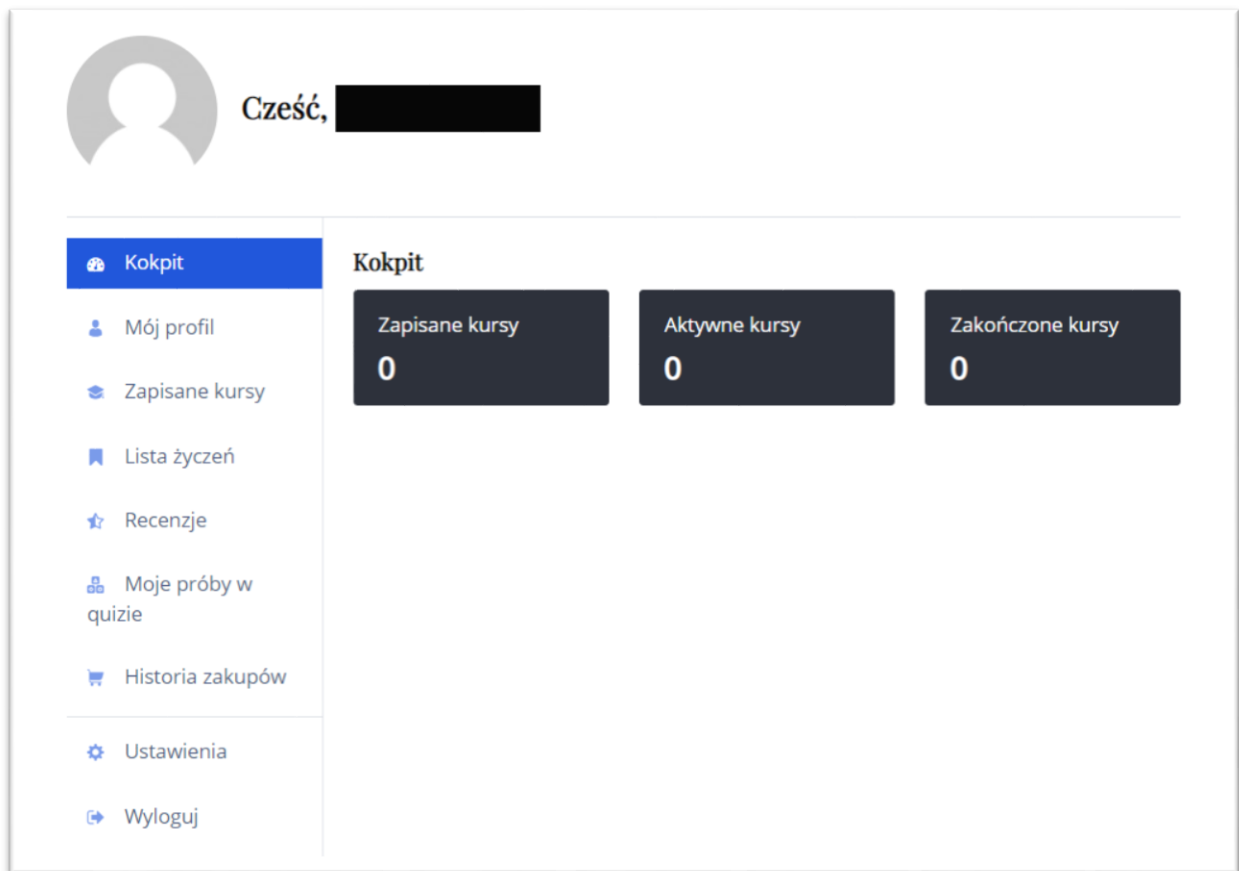 Cześć,
Kokpit
Mój profil
Zapisane kursy
Lista życzeń
Recenzje
Moje próby w
quizie
Historia zakupów
Ustawienia
Wyloguj
Kokpit
Zapisane kursy
0
Aktywne kursy
0
Zakończone kursy
0